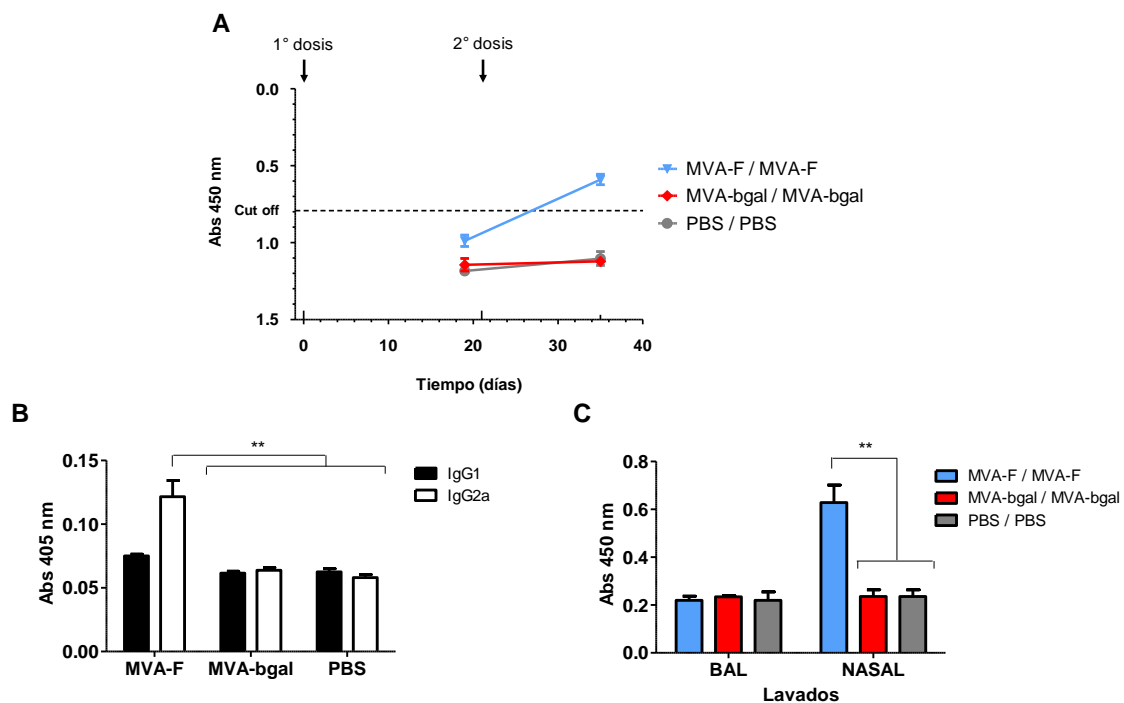 A
1° dosis
2° dosis
0.0
0.5
Cut off
1.0
1.5
Abs 450 nm
0 10 20 30 40
Tiempo (días)
MVA-F / MVA-F
MVA-bgal / MVA-bgal
PBS / PBS
B
**
0.15
0.10
0.05
0.00
Abs 405 nm
MVA-F MVA-bgal PBS
IgG1
IgG2a
C
**
0.8
0.6
0.4
0.2
0.0
Abs 450 nm
BAL NASAL
Lavados
MVA-F / MVA-F
MVA-bgal / MVA-bgal
PBS / PBS